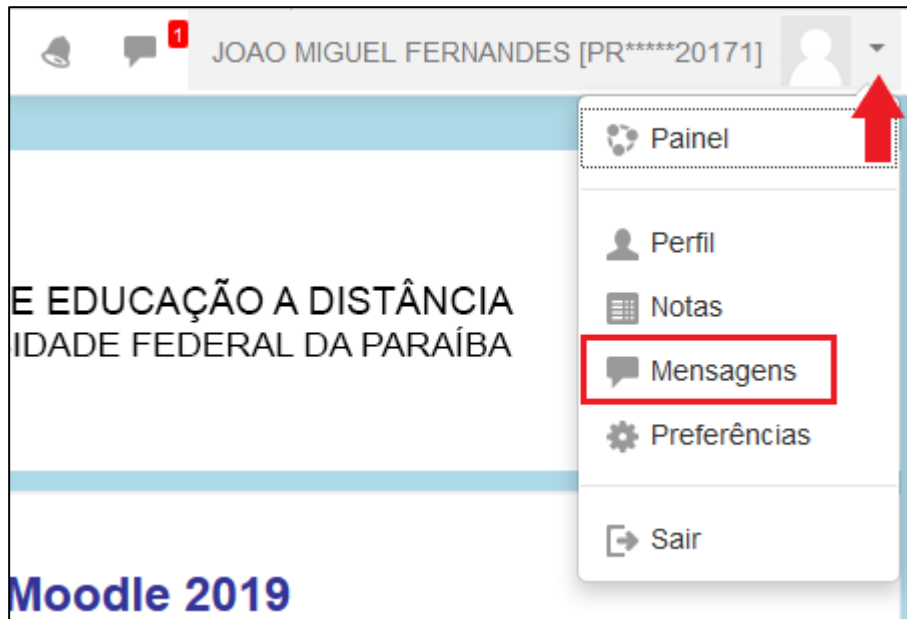 1
JOAO MIGUEL FERNANDES [PR*****20171]
Painel
Perfil
E EDUCAÇÃO A DISTÂNCIA
Notas
IDADE FEDERAL DA PARAÍBA
Mensagens
Preferências
Sair
Moodle 2019